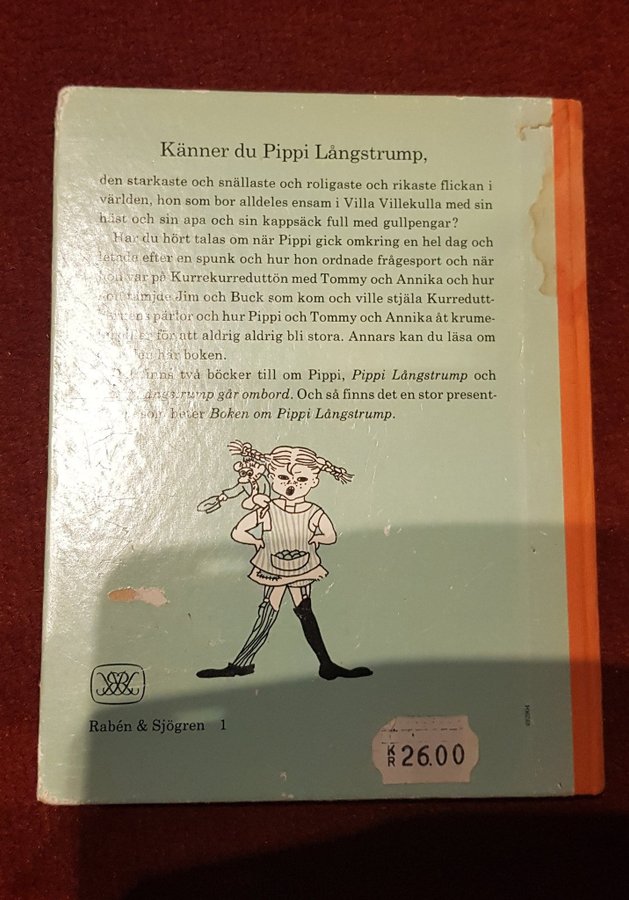 Känner du Pippi Långstrump,
den starkaste och snällaste och roligaste och rikaste flickan i
världen, hon som bor alldeles ensam i Villa Villekulla med sin
häst och sin apa och sin kappsäck full med gullpengar?
Har du hört talas om när Pippi gick omkring en hel dag och
letade efter en spunk och hur hon ordnade frågesport och när
hon var på Kurrekurreduttön med Tommy och Annika och hur
Jim och Buck som kom och ville stjäla Kurredutt-
pärlor och hur Pippi och Tommy och Annika åt krume-
för att aldrig aldrig bli stora. Annars kan du läsa om
den här boken.
finns två böcker till om Pippi, Pippi Långstrump och
Långstrump går ombord. Och så finns det en stor present-
som heter Boken om Pippi Långstrump.
Rabén & Sjögren 1
KR 26.00